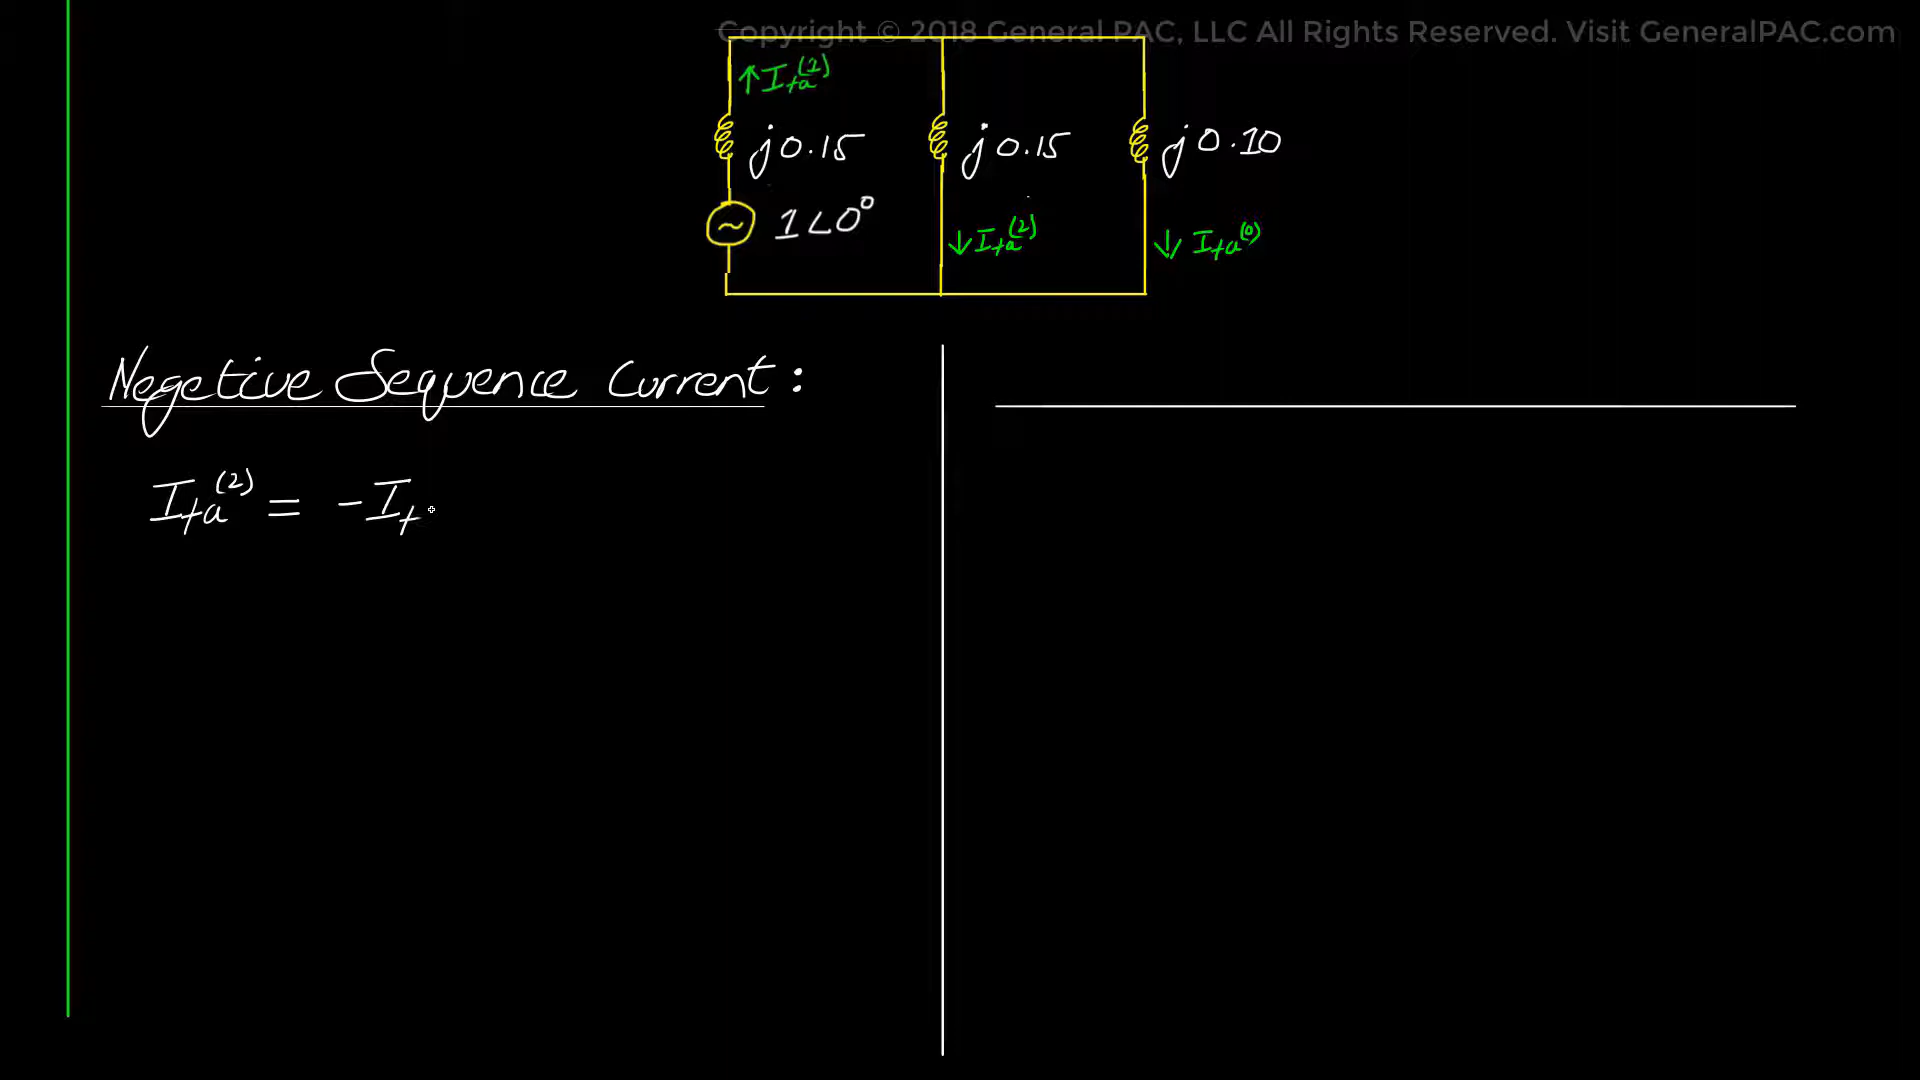 Copyright © 2018 General PAC, LLC All Rights Reserved. Visit GeneralPAC.com
↑I_fa^(1)
j0.15 j0.15 j0.10
1∠0°
↓I_fa^(2) ↓I_fa^(0)
Negetive Sequence Current:
I_fa^(2) = -I_f